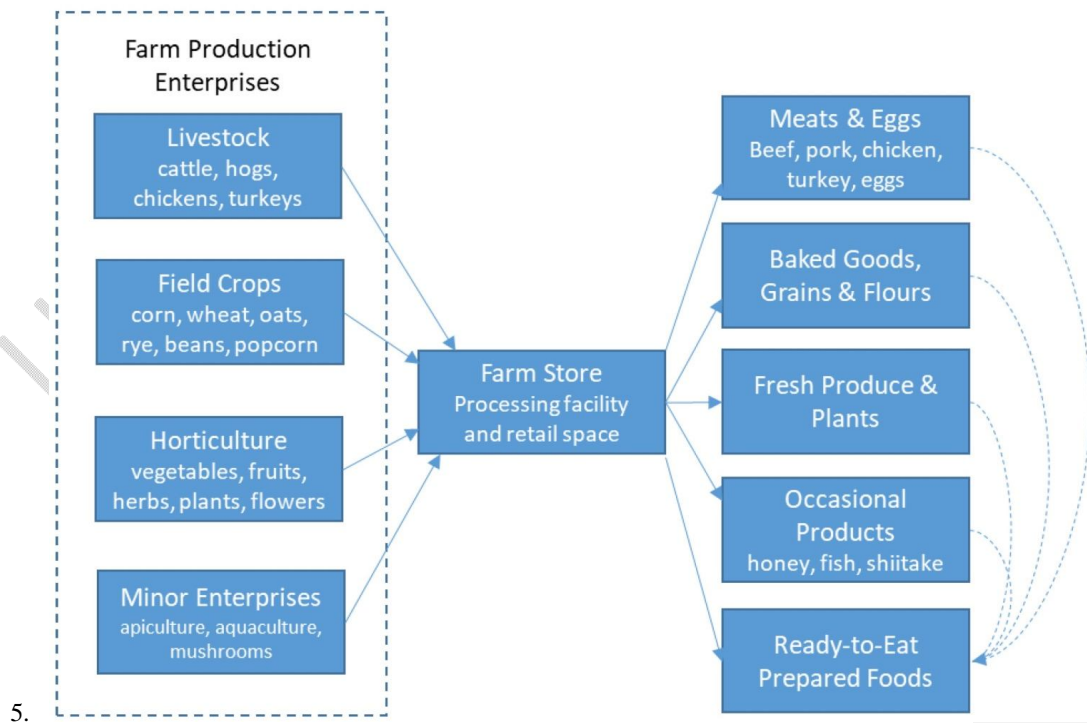 Farm Production
Enterprises
Livestock
cattle, hogs,
chickens, turkeys
Field Crops
corn, wheat, oats,
rye, beans, popcorn
Horticulture
vegetables, fruits,
herbs, plants, flowers
Minor Enterprises
apiculture, aquaculture,
mushrooms
Farm Store
Processing facility
and retail space
Meats & Eggs
Beef, pork, chicken,
turkey, eggs
Baked Goods,
Grains & Flours
Fresh Produce &
Plants
Occasional
Products
honey, fish, shiitake
Ready-to-Eat
Prepared Foods
5.